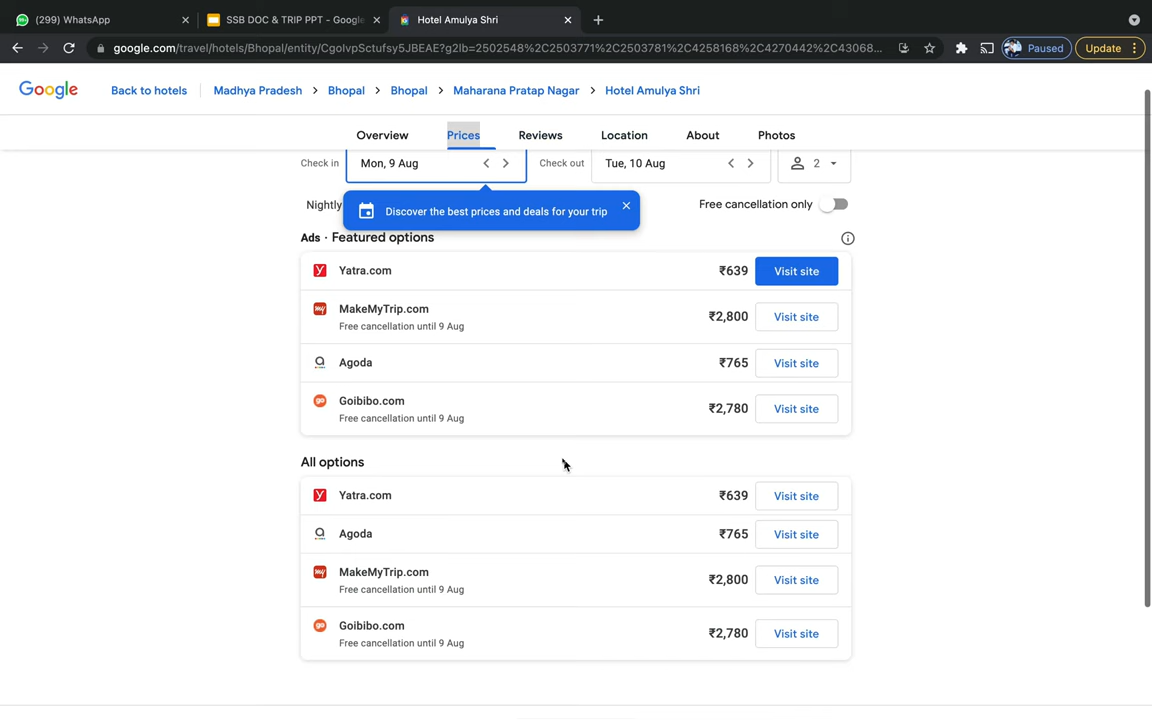 (299) WhatsApp
SSB DOC & TRIP PPT - Google
Hotel Amulya Shri
google.com/travel/hotels/Bhopal/entity/CgoIvpSctufsy5JBEAE?g2lb=2502548%2C2503771%2C2503781%2C4258168%2C4270442%2C43068...
Paused
Update
Google
Back to hotels
Madhya Pradesh > Bhopal > Bhopal > Maharana Pratap Nagar > Hotel Amulya Shri
Overview Prices Reviews Location About Photos
Check in Mon, 9 Aug Check out Tue, 10 Aug 2
Nightly
Discover the best prices and deals for your trip
Free cancellation only
Ads · Featured options
Yatra.com ₹639 Visit site
MakeMyTrip.com ₹2,800 Visit site
Free cancellation until 9 Aug
Agoda ₹765 Visit site
Goibibo.com ₹2,780 Visit site
Free cancellation until 9 Aug
All options
Yatra.com ₹639 Visit site
Agoda ₹765 Visit site
MakeMyTrip.com ₹2,800 Visit site
Free cancellation until 9 Aug
Goibibo.com ₹2,780 Visit site
Free cancellation until 9 Aug